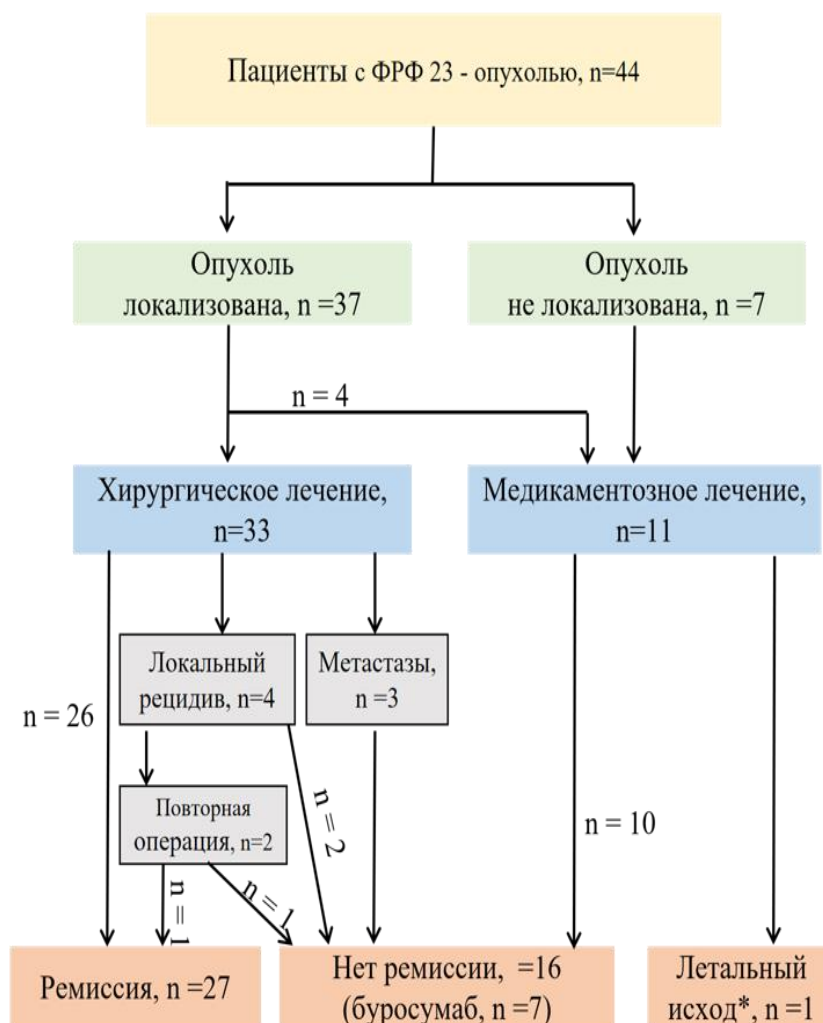 Пациенты с ФРФ 23 - опухолью, n=44
Опухоль
локализована, n =37
Опухоль
не локализована, n =7
n = 4
Хирургическое лечение,
n=33
Медикаментозное лечение,
n=11
Локальный
рецидив, n=4
Метастазы,
n =3
n = 26
Повторная
операция, n=2
n = 2
n = 10
n = 1
n = 1
Ремиссия, n =27
Нет ремиссии, =16
(буросумаб, n =7)
Летальный
исход*, n =1